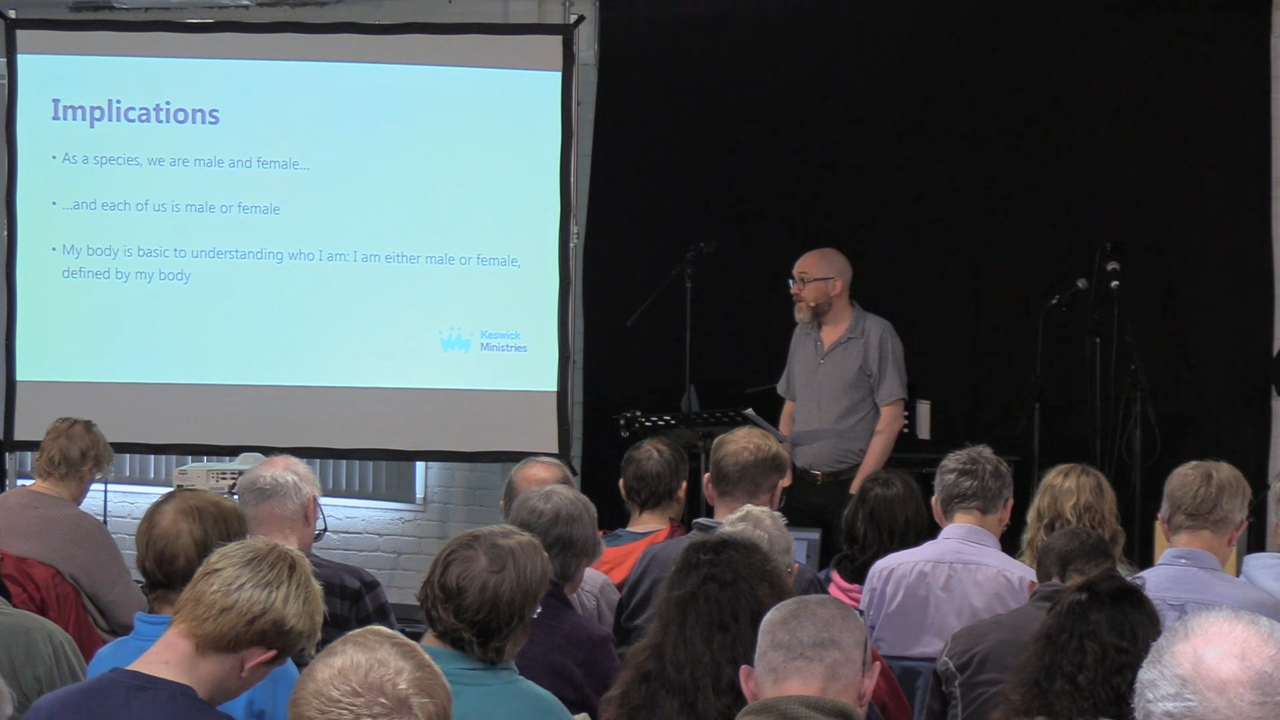 Implications
• As a species, we are male and female...
• ...and each of us is male or female
• My body is basic to understanding who I am: I am either male or female,
defined by my body
Keswick
Ministries